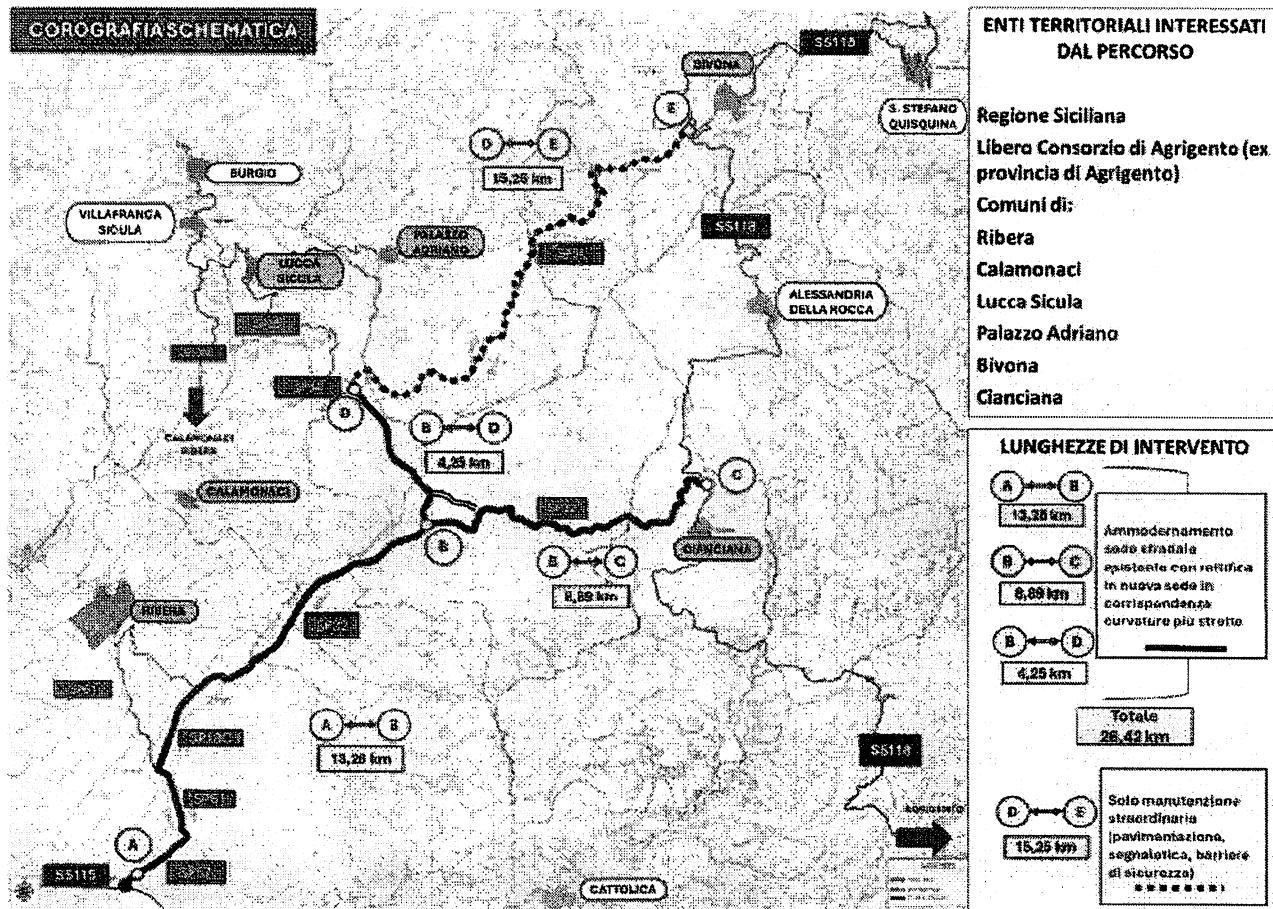 COROGRAFIA SCHEMATICA
SS118
BIVONA
E
S. STEFANO
QUISQUINA
D E
15,25 km
BURGIO
VILLAFRANCA
SICULA
LUCCA
SICULA
PALAZZO
ADRIANO
SS118
ALESSANDRIA
DELLA ROCCA
D
B D
4,25 km
CALAMONACI
C
B
CIANCIANA
B C
8,89 km
RIBERA
A B
13,28 km
SS118
AGRIGENTO
A
SS115
CATTOLICA
ENTI TERRITORIALI INTERESSATI
DAL PERCORSO
Regione Siciliana
Libero Consorzio di Agrigento (ex
provincia di Agrigento)
Comuni di:
Ribera
Calamonaci
Lucca Sicula
Palazzo Adriano
Bivona
Cianciana
LUNGHEZZE DI INTERVENTO
A B
13,28 km
B C
8,89 km
B D
4,25 km
Ammodernamento
sede stradale
esistente con rettifica
in nuova sede in
corrispondenza
curvature più strette
Totale
26,42 km
D E
15,25 km
Solo manutenzione
straordinaria
(pavimentazione,
segnaletica, barriere
di sicurezza)